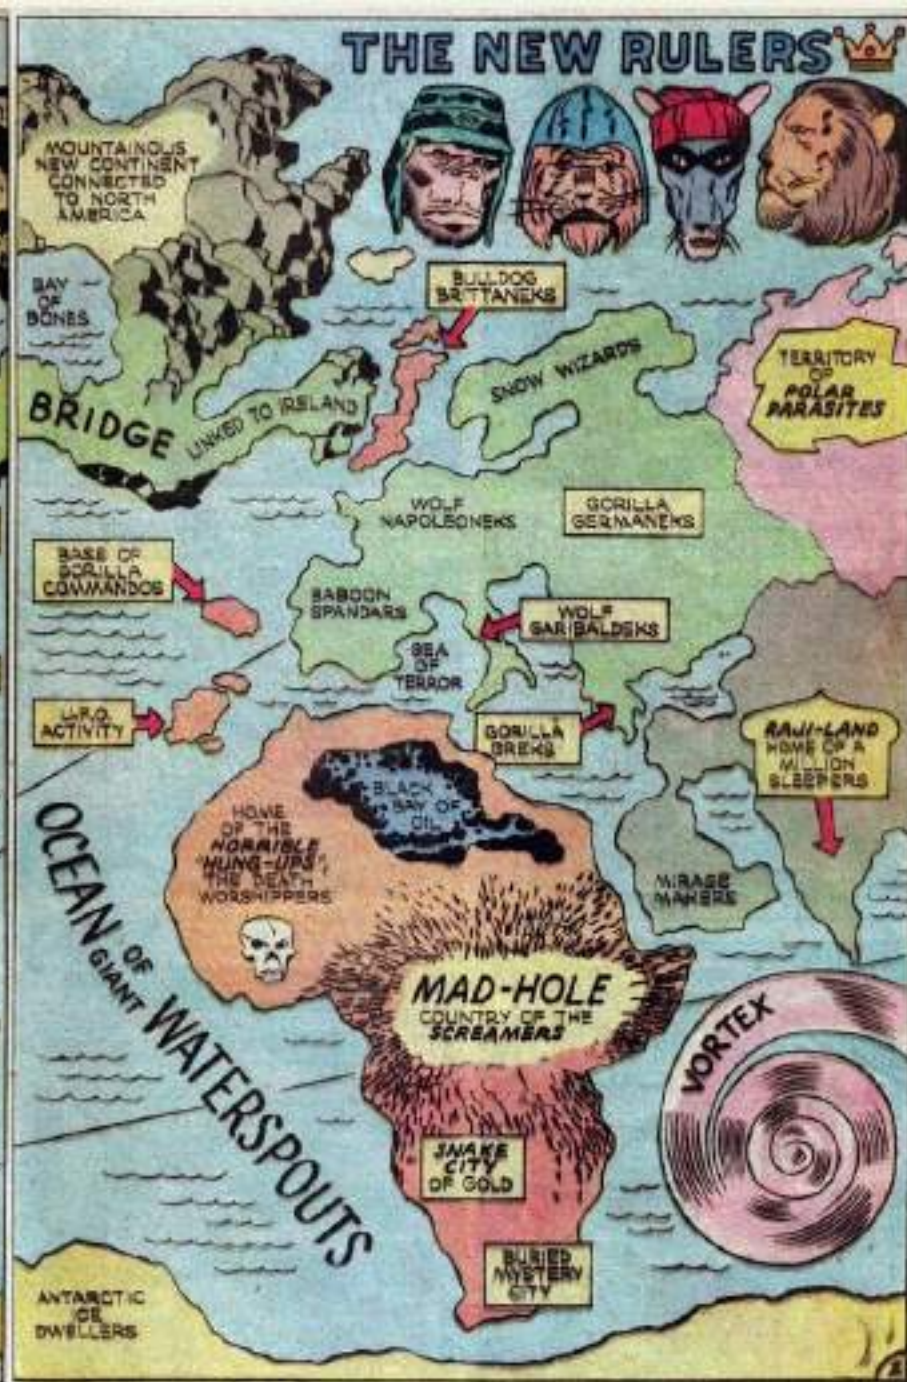 THE NEW RULERS
MOUNTAINOUS
NEW CONTINENT
CONNECTED
TO NORTH
AMERICA
BAY
OF
BONES
BULLDOG
BRITTANEKS
BRIDGE
LINKED TO IRELAND
SNOW WIZARDS
TERRITORY
OF
POLAR
PARASITES
WOLF
NAPOLEONEKS
GORILLA
GERMANEKS
BASE OF
GORILLA
COMMANDOS
BABOON
SPANDARS
WOLF
GARIBALDEKS
SEA
OF
TERROR
U.F.O.
ACTIVITY
GORILLA
GREKS
RAJI-LAND
HOME OF A
MILLION
SLEEPERS
BLACK
BAY OF
OIL
HOME
OF THE
HORRIBLE
"HUNG-UPS",
THE DEATH
WORSHIPPERS
MIRAGE
MAKERS
OCEAN OF GIANT WATERSPOUTS
MAD-HOLE
COUNTRY OF THE
SCREAMERS
VORTEX
SNAKE
CITY
OF GOLD
BURIED
MYSTERY
CITY
ANTARCTIC
ICE
DWELLERS